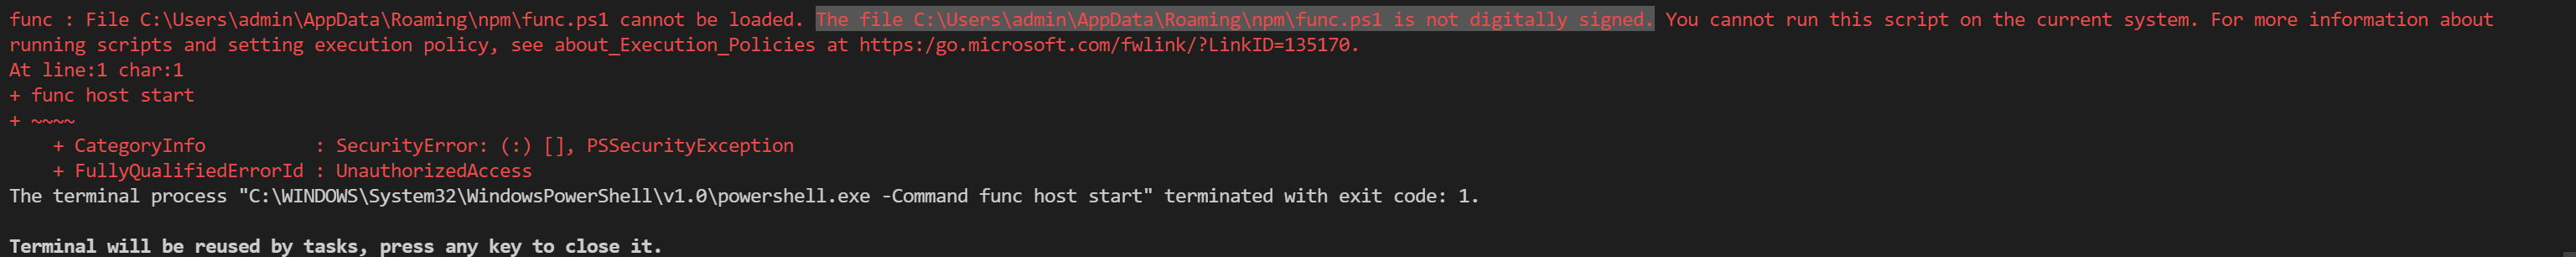 func : File C:\Users\admin\AppData\Roaming\npm\func.ps1 cannot be loaded. The file C:\Users\admin\AppData\Roaming\npm\func.ps1 is not digitally signed. You cannot run this script on the current system. For more information about
running scripts and setting execution policy, see about_Execution_Policies at https:/go.microsoft.com/fwlink/?LinkID=135170.
At line:1 char:1
+ func host start
+ ~~~~
    + CategoryInfo          : SecurityError: (:) [], PSSecurityException
    + FullyQualifiedErrorId : UnauthorizedAccess
The terminal process "C:\WINDOWS\System32\WindowsPowerShell\v1.0\powershell.exe -Command func host start" terminated with exit code: 1.

Terminal will be reused by tasks, press any key to close it.